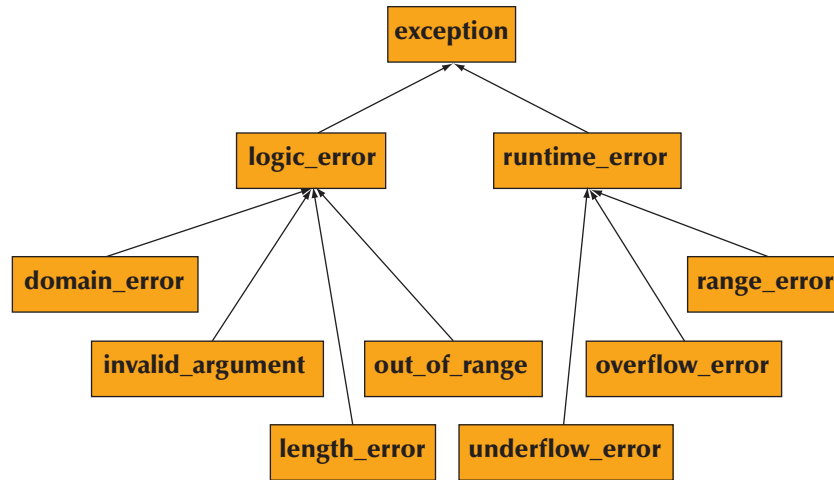 exception
logic_error
runtime_error
domain_error
range_error
invalid_argument
out_of_range
overflow_error
length_error
underflow_error